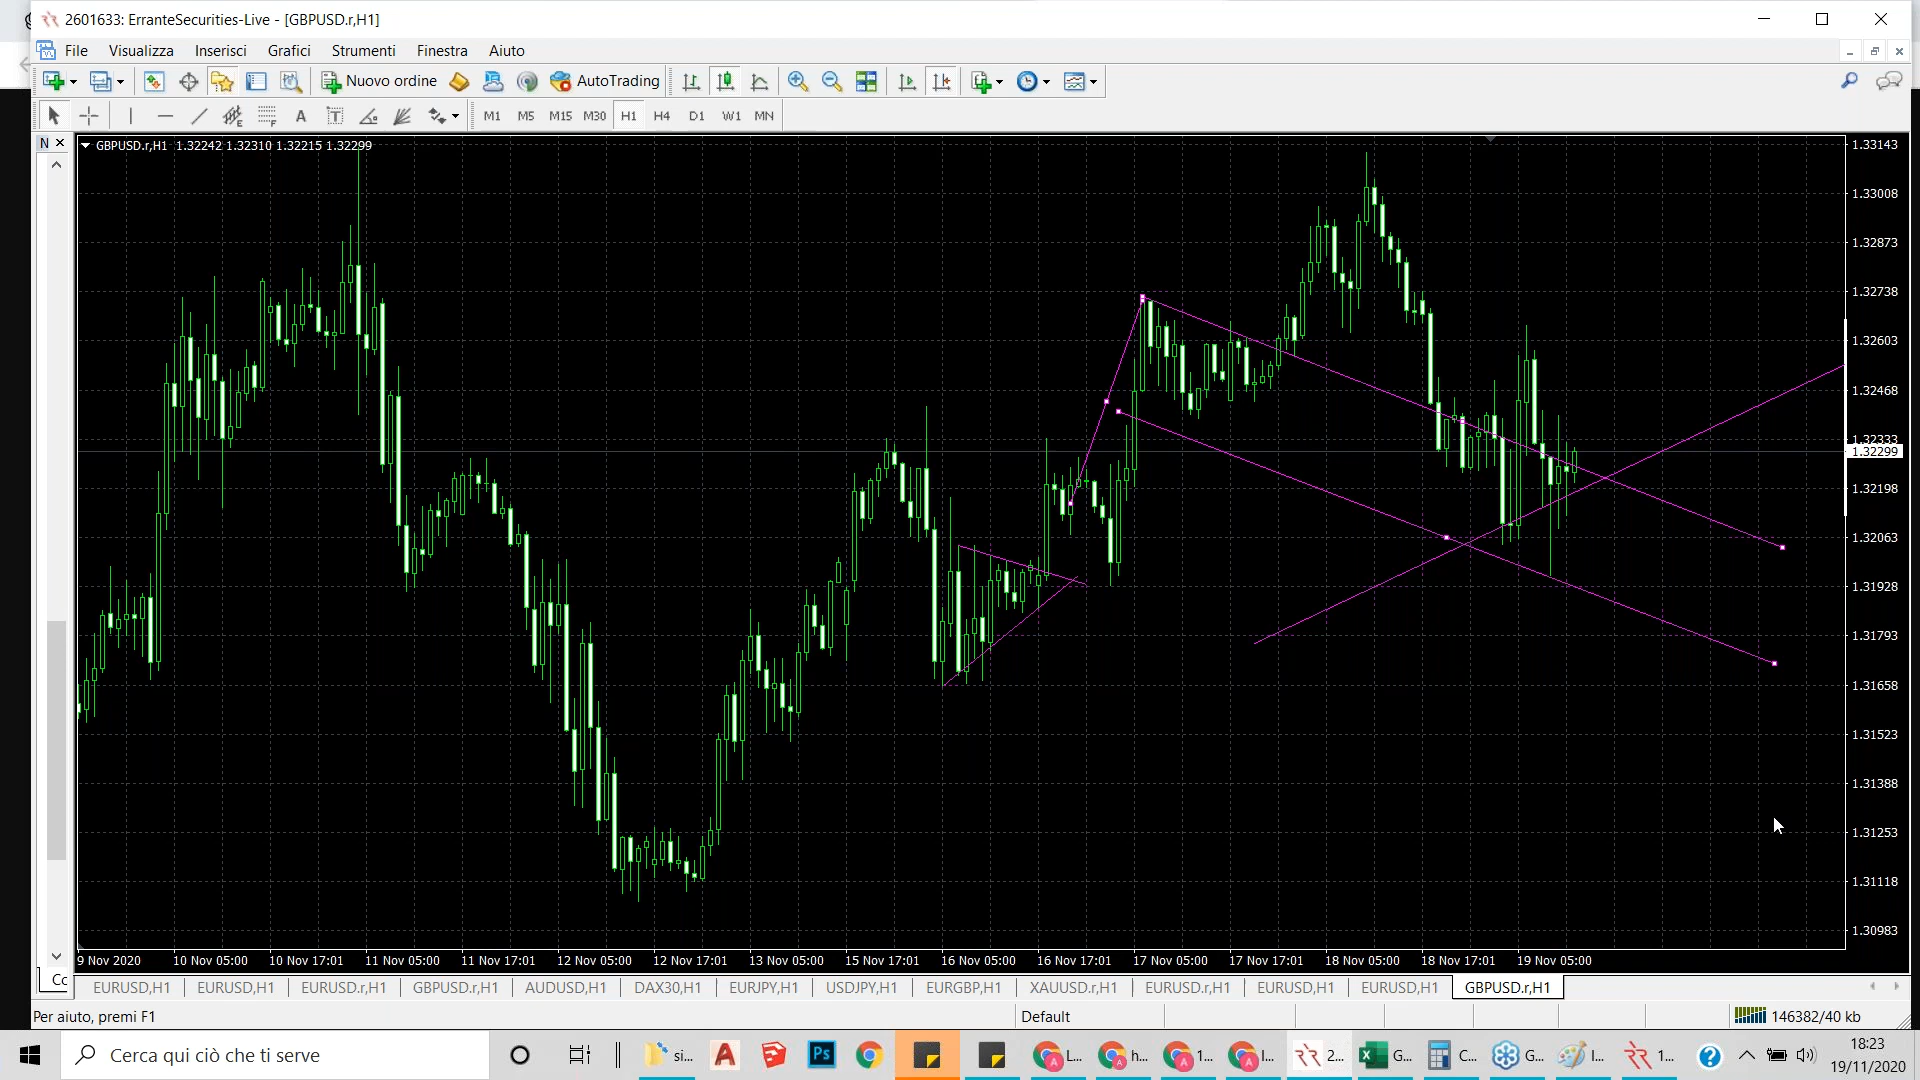 2601633: ErranteSecurities-Live - [GBPUSD.r,H1]
File Visualizza Inserisci Grafici Strumenti Finestra Aiuto
Nuovo ordine AutoTrading
A T M1 M5 M15 M30 H1 H4 D1 W1 MN
N
GBPUSD.r,H1 1.32242 1.32310 1.32215 1.32299
1.33143
1.33008
1.32873
1.32738
1.32603
1.32468
1.32333
1.32299
1.32198
1.32063
1.31928
1.31793
1.31658
1.31523
1.31388
1.31253
1.31118
1.30983
9 Nov 2020 10 Nov 05:00 10 Nov 17:01 11 Nov 05:00 11 Nov 17:01 12 Nov 05:00 12 Nov 17:01 13 Nov 05:00 15 Nov 17:01 16 Nov 05:00 16 Nov 17:01 17 Nov 05:00 17 Nov 17:01 18 Nov 05:00 18 Nov 17:01 19 Nov 05:00
Cc EURUSD,H1 EURUSD,H1 EURUSD.r,H1 GBPUSD.r,H1 AUDUSD,H1 DAX30,H1 EURJPY,H1 USDJPY,H1 EURGBP,H1 XAUUSD.r,H1 EURUSD.r,H1 EURUSD,H1 EURUSD,H1 GBPUSD.r,H1
Per aiuto, premi F1 Default 146382/40 kb
Cerca qui ciò che ti serve si... Ps L... h... 1... I... 2... G... C... G... I... 1... 18:23
19/11/2020